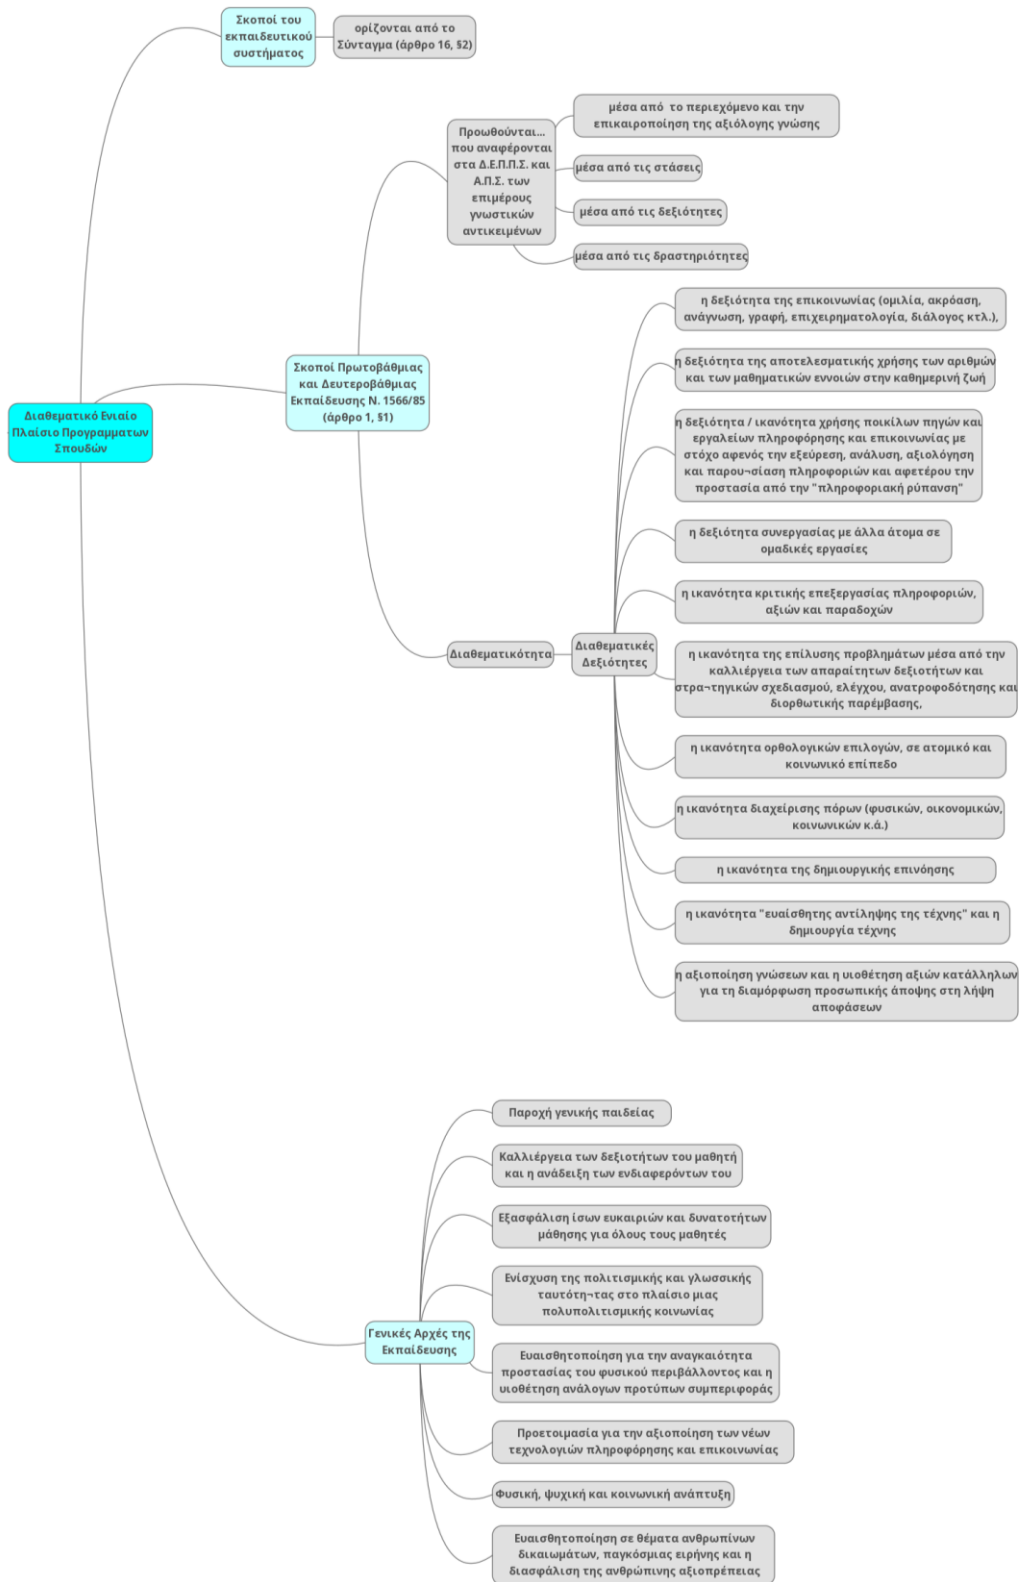 Σκοποί του
εκπαιδευτικού
συστήματος
ορίζονται από το
Σύνταγμα (άρθρο 16, §2)
Προωθούνται...
που αναφέρονται
στα Δ.Ε.Π.Π.Σ. και
Α.Π.Σ. των
επιμέρους
γνωστικών
αντικειμένων
μέσα από  το περιεχόμενο και την
επικαιροποίηση της αξιόλογης γνώσης
μέσα από τις στάσεις
μέσα από τις δεξιότητες
μέσα από τις δραστηριότητες
Διαθεματικό Ενιαίο
Πλαίσιο Προγραμματων
Σπουδών
Σκοποί Πρωτοβάθμιας
και Δευτεροβάθμιας
Εκπαίδευσης Ν. 1566/85
(άρθρο 1, §1)
Διαθεματικότητα
Διαθεματικές
Δεξιότητες
η δεξιότητα της επικοινωνίας (ομιλία, ακρόαση,
ανάγνωση, γραφή, επιχειρηματολογία, διάλογος κτλ.),
η δεξιότητα της αποτελεσματικής χρήσης των αριθμών
και των μαθηματικών εννοιών στην καθημερινή ζωή
η δεξιότητα / ικανότητα χρήσης ποικίλων πηγών και
εργαλείων πληροφόρησης και επικοινωνίας με
στόχο αφενός την εξεύρεση, ανάλυση, αξιολόγηση
και παρου¬σίαση πληροφοριών και αφετέρου την
προστασία από την "πληροφοριακή ρύπανση"
η δεξιότητα συνεργασίας με άλλα άτομα σε
ομαδικές εργασίες
η ικανότητα κριτικής επεξεργασίας πληροφοριών,
αξιών και παραδοχών
η ικανότητα της επίλυσης προβλημάτων μέσα από την
καλλιέργεια των απαραίτητων δεξιοτήτων και
στρα¬τηγικών σχεδιασμού, ελέγχου, ανατροφοδότησης και
διορθωτικής παρέμβασης,
η ικανότητα ορθολογικών επιλογών, σε ατομικό και
κοινωνικό επίπεδο
η ικανότητα διαχείρισης πόρων (φυσικών, οικονομικών,
κοινωνικών κ.ά.)
η ικανότητα της δημιουργικής επινόησης
η ικανότητα "ευαίσθητης αντίληψης της τέχνης" και η
δημιουργία τέχνης
η αξιοποίηση γνώσεων και η υιοθέτηση αξιών κατάλληλων
για τη διαμόρφωση προσωπικής άποψης στη λήψη
αποφάσεων
Γενικές Αρχές της
Εκπαίδευσης
Παροχή γενικής παιδείας
Καλλιέργεια των δεξιοτήτων του μαθητή
και η ανάδειξη των ενδιαφερόντων του
Εξασφάλιση ίσων ευκαιριών και δυνατοτήτων
μάθησης για όλους τους μαθητές
Ενίσχυση της πολιτισμικής και γλωσσικής
ταυτότη¬τας στο πλαίσιο μιας
πολυπολιτισμικής κοινωνίας
Ευαισθητοποίηση για την αναγκαιότητα
προστασίας του φυσικού περιβάλλοντος και η
υιοθέτηση ανάλογων προτύπων συμπεριφοράς
Προετοιμασία για την αξιοποίηση των νέων
τεχνολογιών πληροφόρησης και επικοινωνίας
Φυσική, ψυχική και κοινωνική ανάπτυξη
Ευαισθητοποίηση σε θέματα ανθρωπίνων
δικαιωμάτων, παγκόσμιας ειρήνης και η
διασφάλιση της ανθρώπινης αξιοπρέπειας